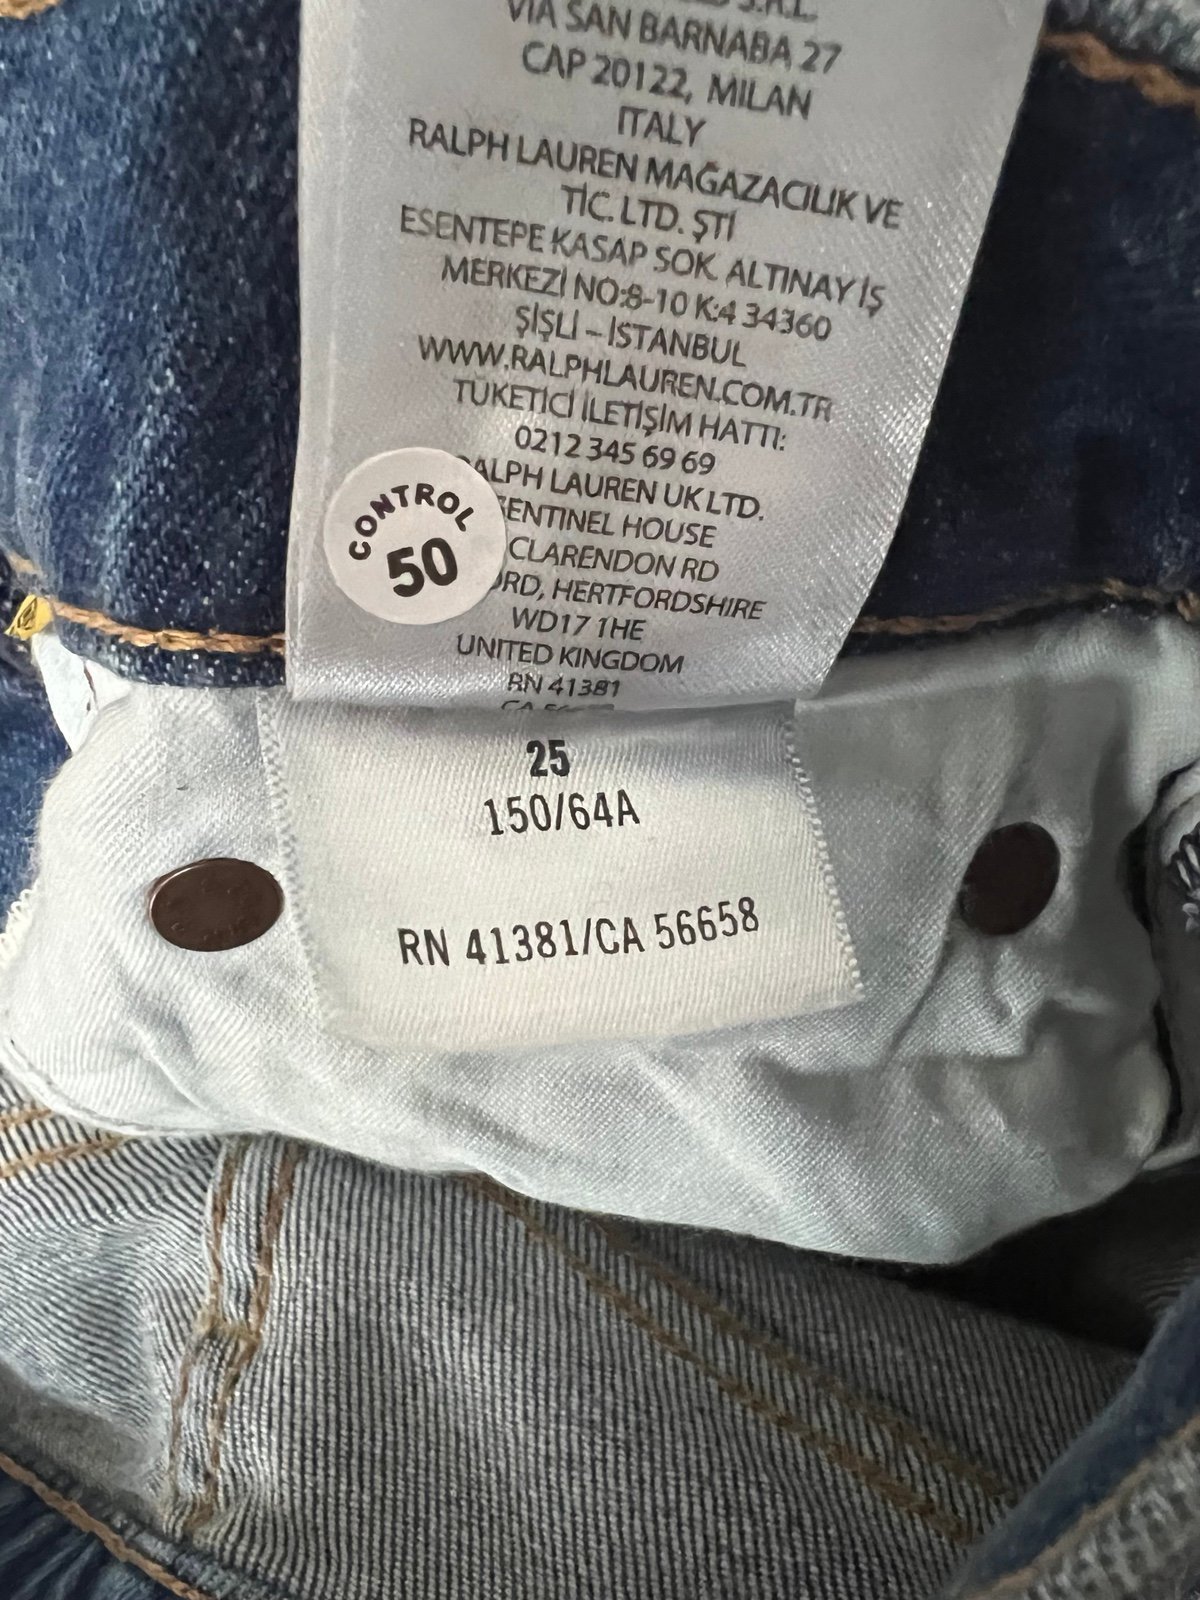 S.R.L.
VIA SAN BARNABA 27
CAP 20122, MILAN
ITALY
RALPH LAUREN MAĞAZACILIK VE
TİC. LTD. ŞTİ
ESENTEPE KASAP SOK. ALTINAY İŞ
MERKEZİ NO:8-10 K:4 34360
ŞİŞLİ – İSTANBUL
WWW.RALPHLAUREN.COM.TR
TÜKETİCİ İLETİŞİM HATTI:
0212 345 69 69
RALPH LAUREN UK LTD.
SENTINEL HOUSE
CLARENDON RD
HERTFORDSHIRE
WD17 1HE
UNITED KINGDOM
RN 41381
CONTROL
50
25
150/64A
RN 41381/CA 56658